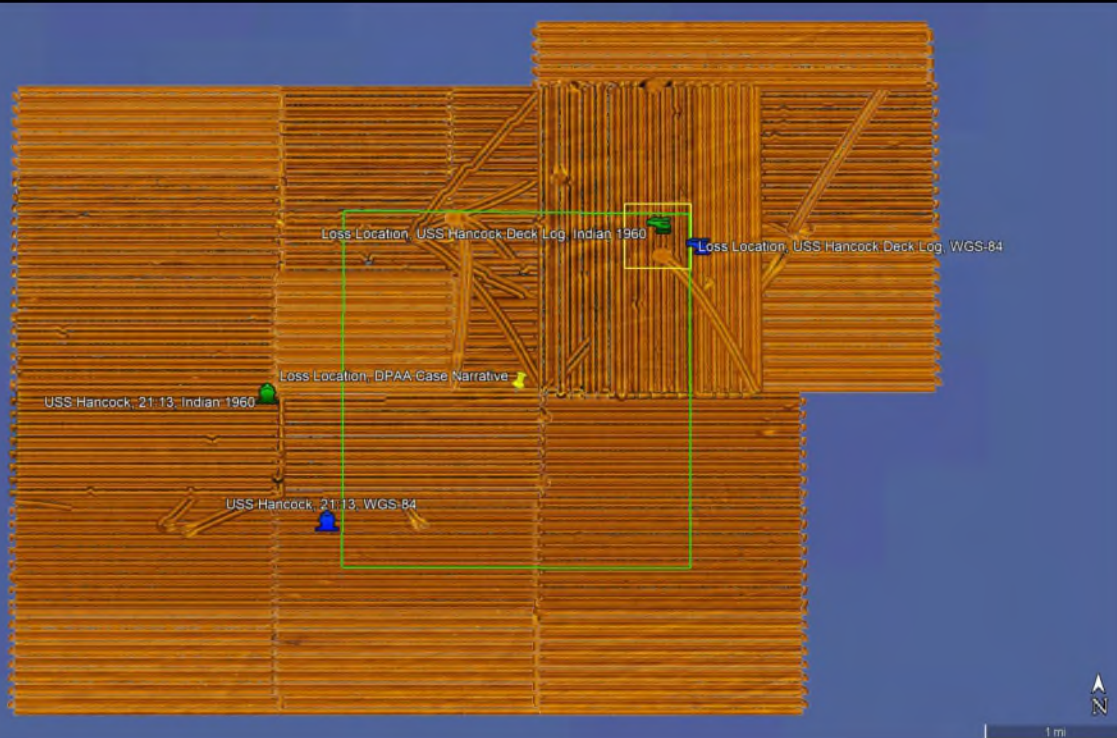 Loss Location, USS Hancock Deck Log, Indian 1960
Loss Location, USS Hancock Deck Log, WGS-84
Loss Location, DPAA Case Narrative
USS Hancock, 21:13, Indian 1960
USS Hancock, 21:13, WGS-84
N
1 mi